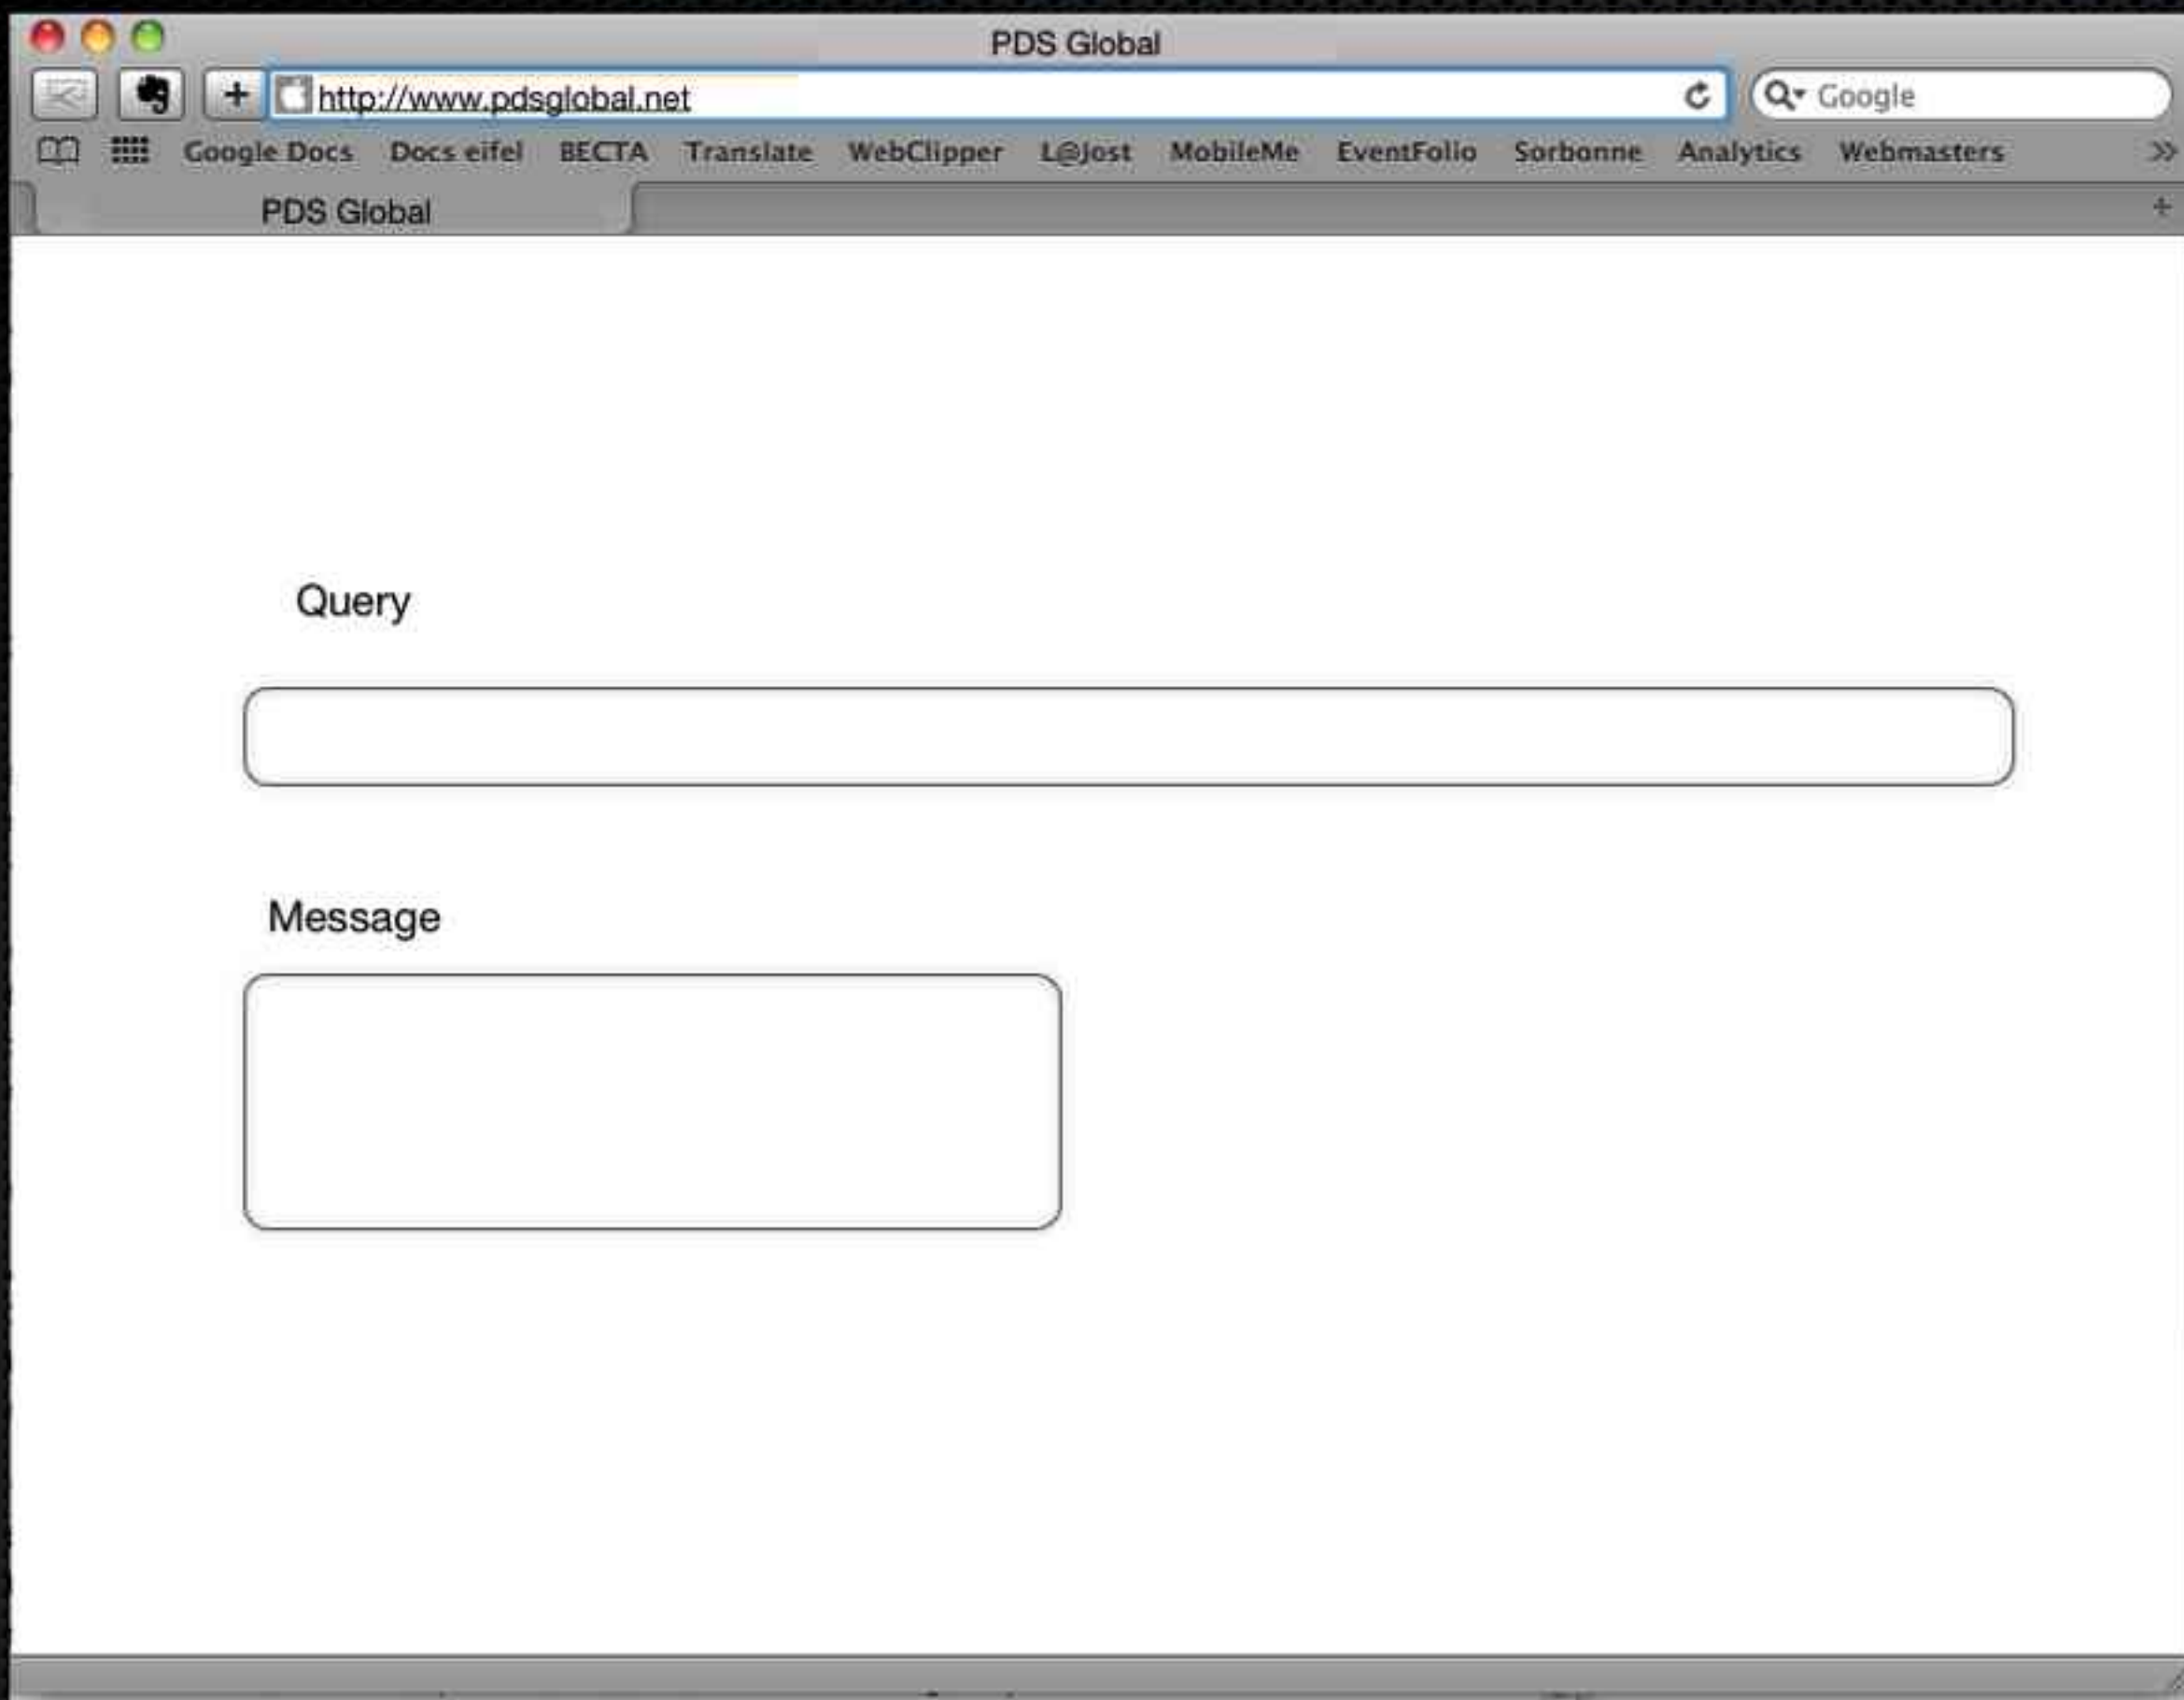 PDS Global
http://www.pdsglobal.net
Google
Google Docs Docs eifel BECTA Translate WebClipper L@Jost MobileMe EventFolio Sorbonne Analytics Webmasters
PDS Global
Query
Message